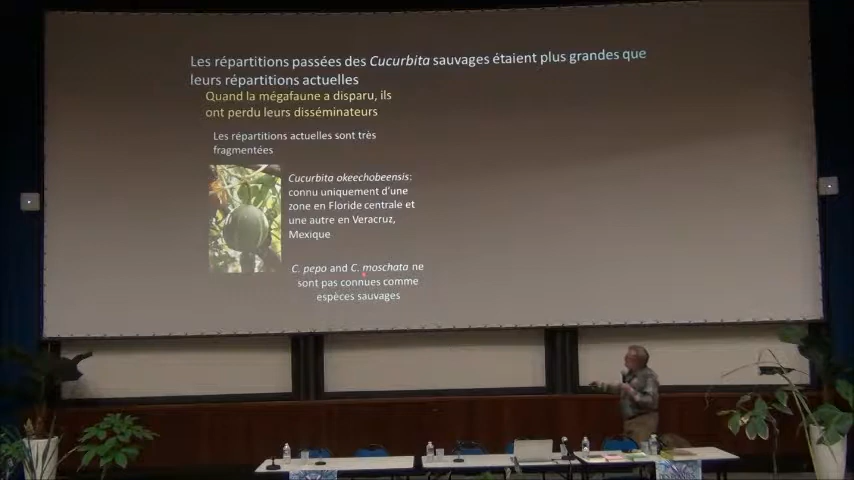 Les répartitions passées des Cucurbita sauvages étaient plus grandes que
leurs répartitions actuelles
Quand la mégafaune a disparu, ils
ont perdu leurs disséminateurs
Les répartitions actuelles sont très
fragmentées
Cucurbita okeechobeensis:
connu uniquement d'une
zone en Floride centrale et
une autre en Veracruz,
Mexique
C. pepo and C. moschata ne
sont pas connues comme
espèces sauvages